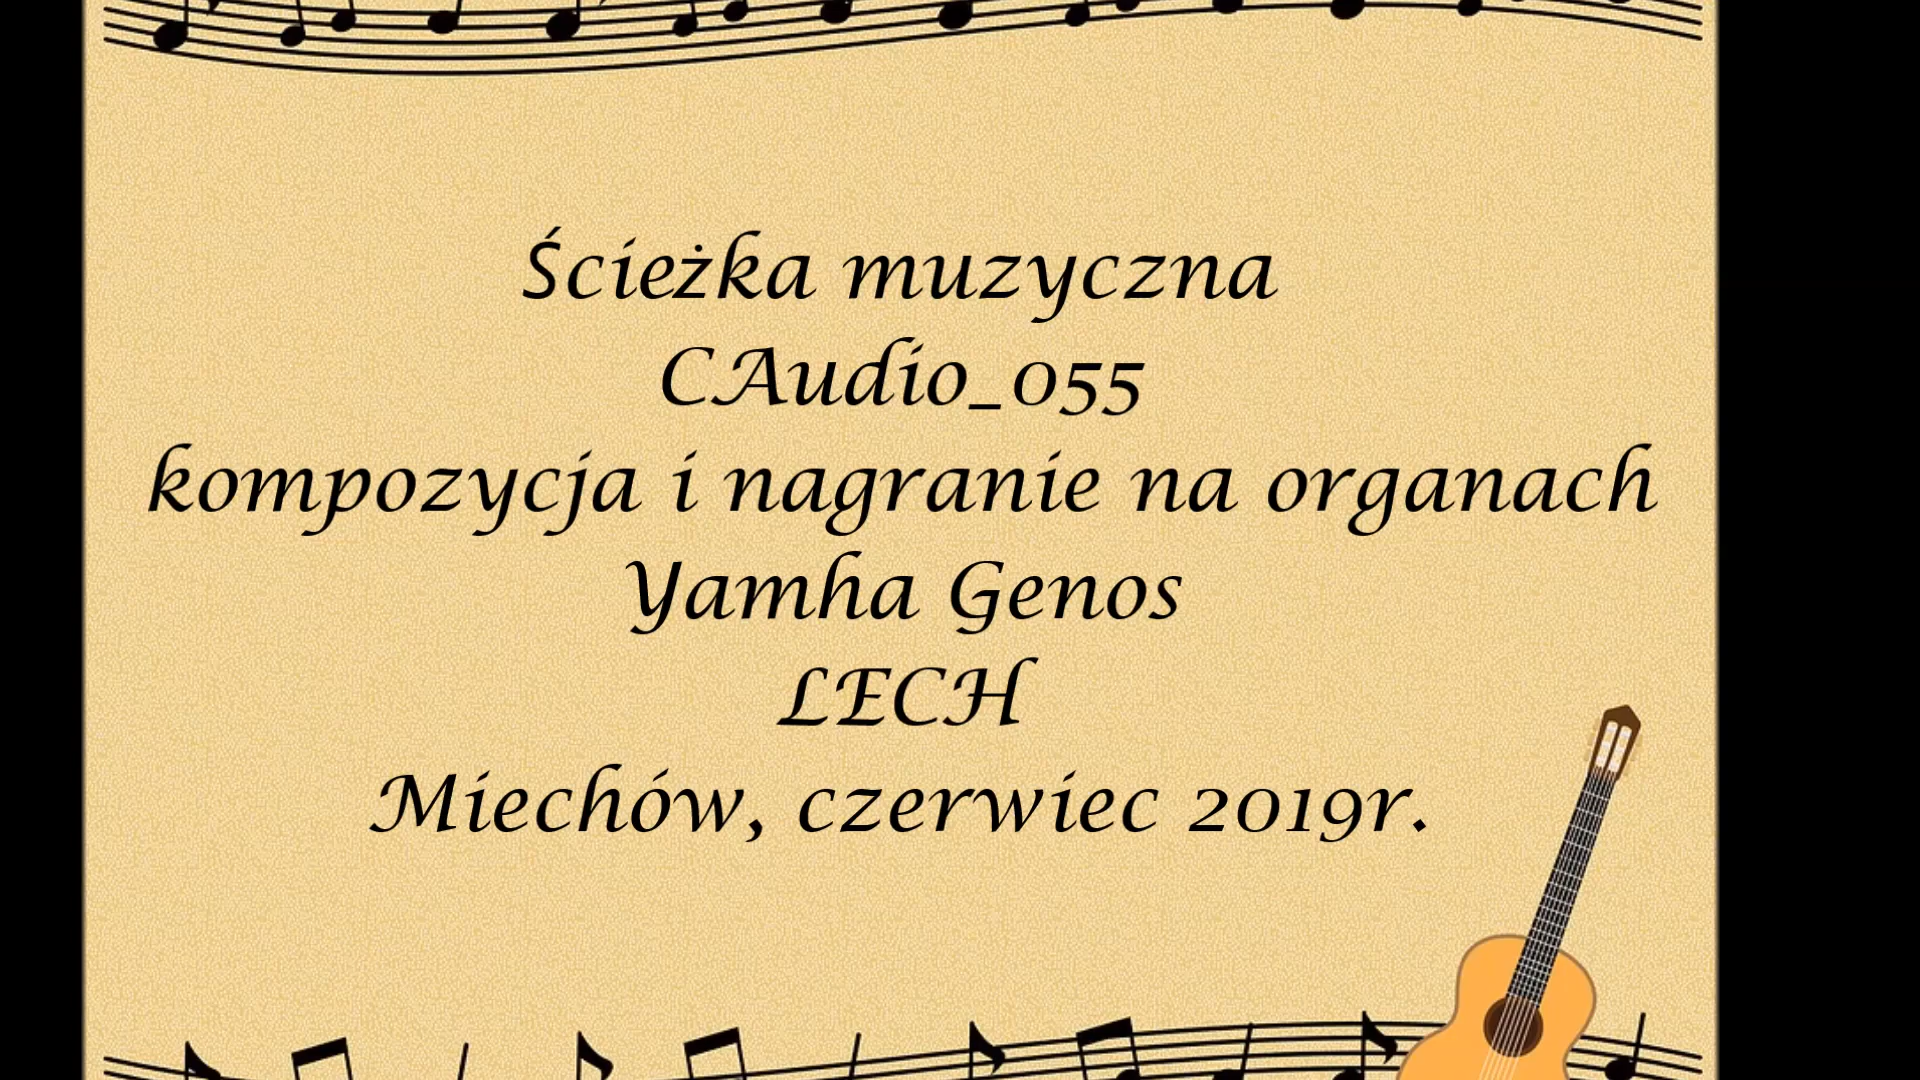 Ścieżka muzyczna
CAudio_055
kompozycja i nagranie na organach
Yamha Genos
LECH
Miechów, czerwiec 2019r.